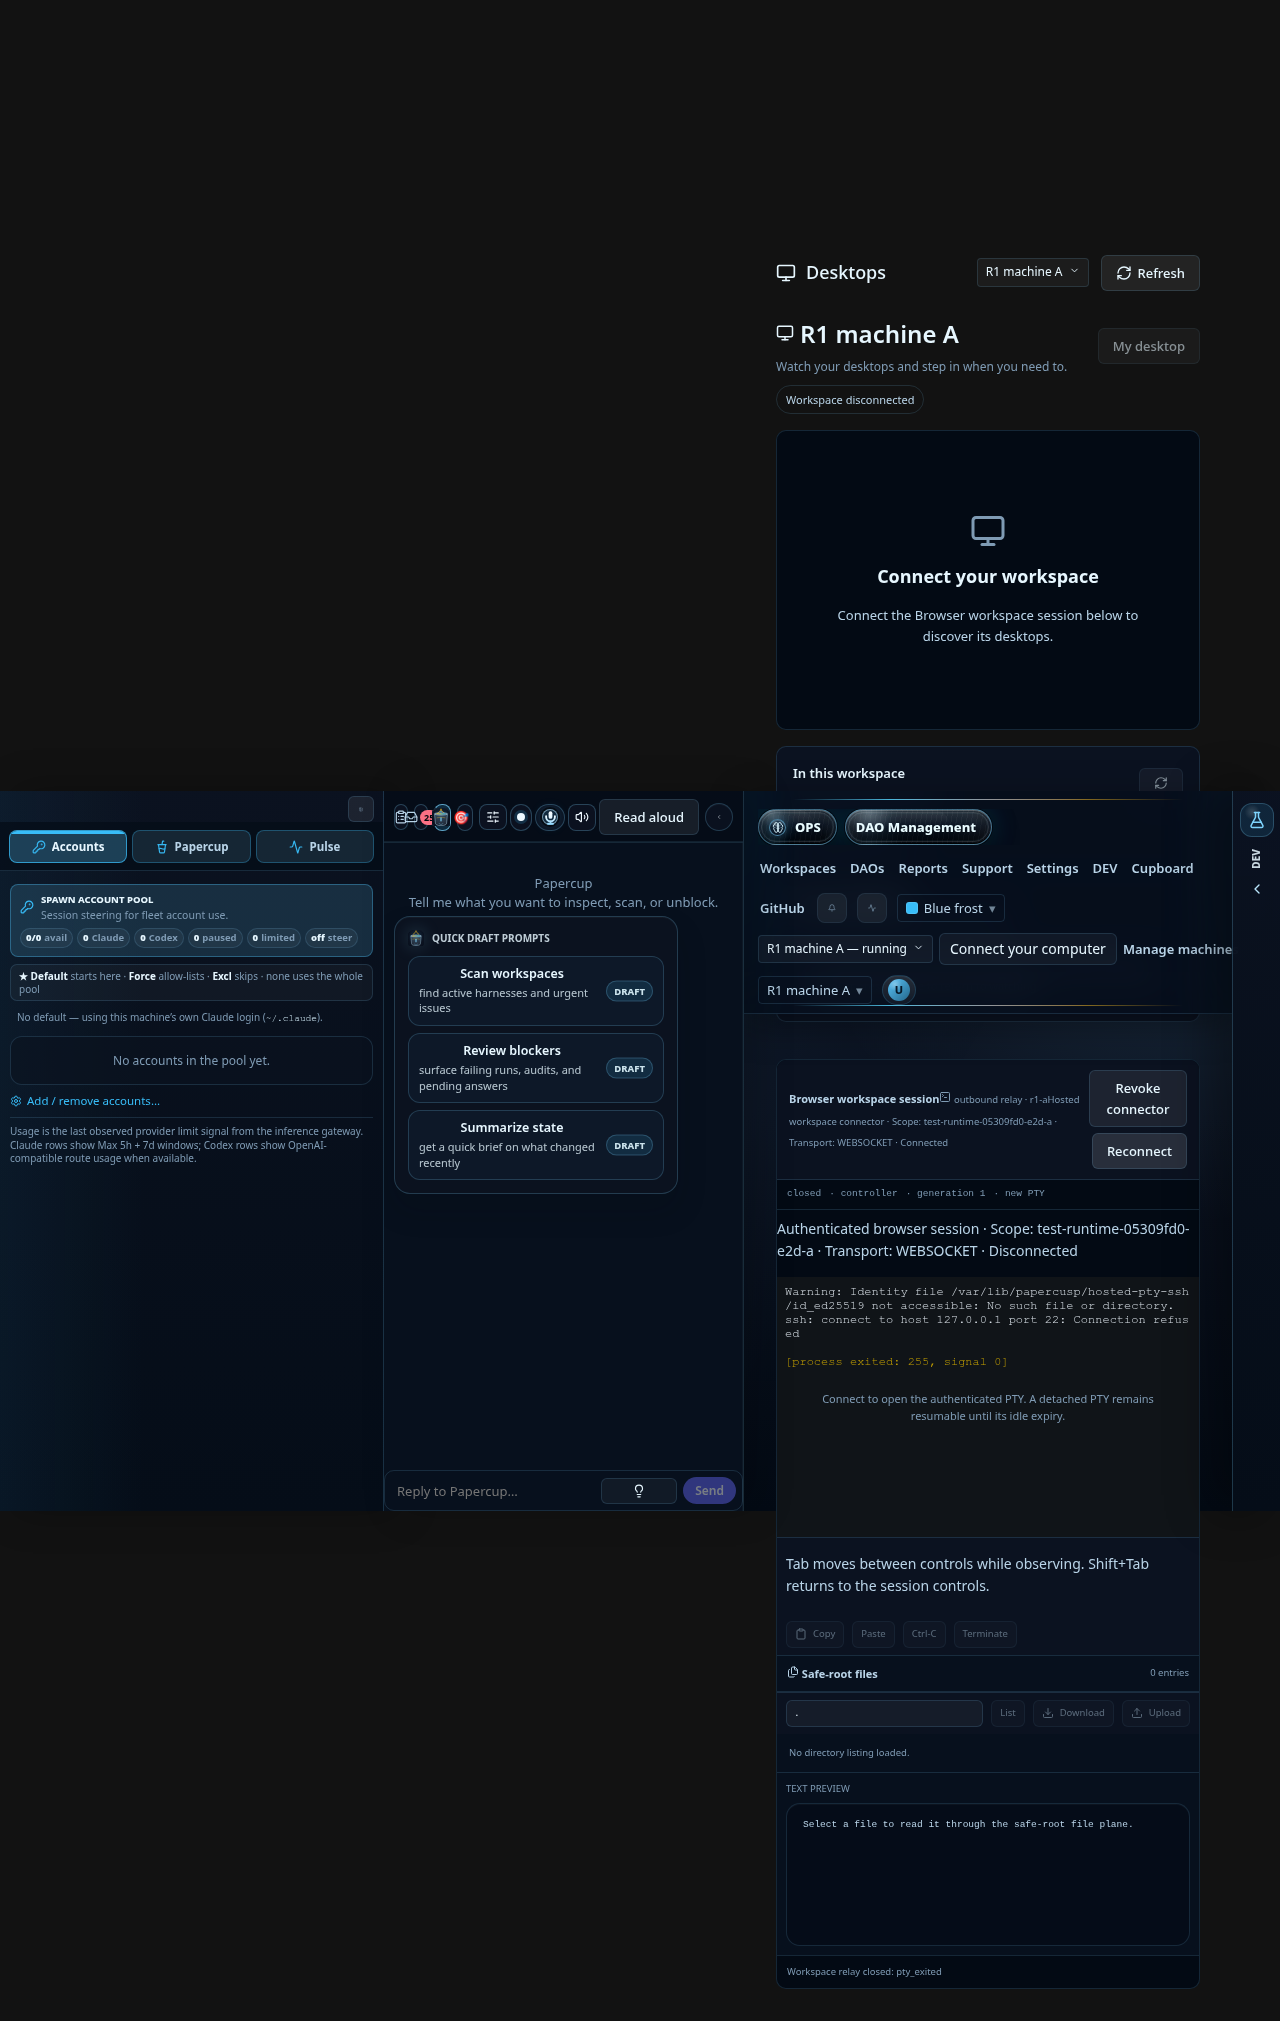 Desktops
R1 machine A
Refresh
R1 machine A
My desktop
Watch your desktops and step in when you need to.
Workspace disconnected
Connect your workspace
Connect the Browser workspace session below to
discover its desktops.
In this workspace
Accounts
Papercup
Pulse
SPAWN ACCOUNT POOL
Session steering for fleet account use.
0/0 avail
0 Claude
0 Codex
0 paused
0 limited
off steer
★ Default starts here · Force allow-lists · Excl skips · none uses the whole
pool
No default — using this machine's own Claude login (~/.claude).
No accounts in the pool yet.
Add / remove accounts...
Usage is the last observed provider limit signal from the inference gateway.
Claude rows show Max 5h + 7d windows; Codex rows show OpenAI-
compatible route usage when available.
Read aloud
Papercup
Tell me what you want to inspect, scan, or unblock.
QUICK DRAFT PROMPTS
Scan workspaces
find active harnesses and urgent
issues
DRAFT
Review blockers
surface failing runs, audits, and
pending answers
DRAFT
Summarize state
get a quick brief on what changed
recently
DRAFT
Reply to Papercup...
Send
OPS
DAO Management
Workspaces
DAOs
Reports
Support
Settings
DEV
Cupboard
GitHub
Blue frost ▾
R1 machine A — running
Connect your computer
Manage machine
R1 machine A ▾
U
DEV
Browser workspace session outbound relay · r1-aHosted
workspace connector · Scope: test-runtime-05309fd0-e2d-a ·
Transport: WEBSOCKET · Connected
Revoke
connector
Reconnect
closed · controller · generation 1 · new PTY
Authenticated browser session · Scope: test-runtime-05309fd0-
e2d-a · Transport: WEBSOCKET · Disconnected
Warning: Identity file /var/lib/papercusp/hosted-pty-ssh
/id_ed25519 not accessible: No such file or directory.
ssh: connect to host 127.0.0.1 port 22: Connection refus
ed
[process exited: 255, signal 0]
Connect to open the authenticated PTY. A detached PTY remains
resumable until its idle expiry.
Tab moves between controls while observing. Shift+Tab
returns to the session controls.
Copy
Paste
Ctrl-C
Terminate
Safe-root files
0 entries
.
List
Download
Upload
No directory listing loaded.
TEXT PREVIEW
Select a file to read it through the safe-root file plane.
Workspace relay closed: pty_exited